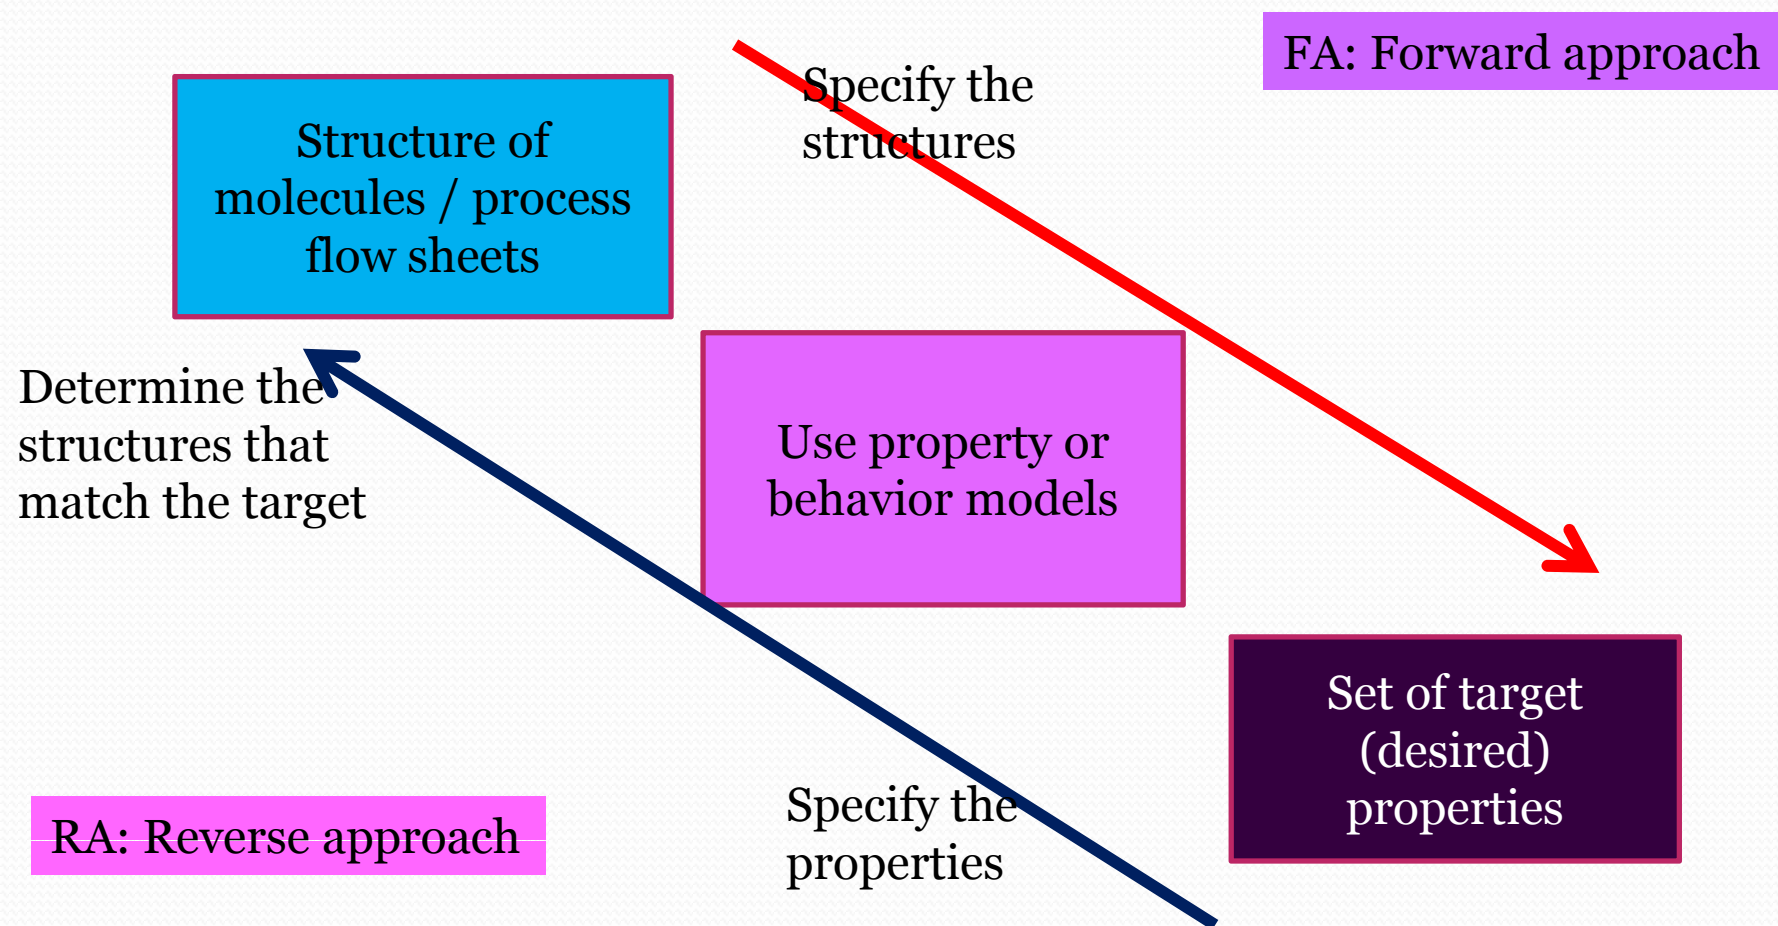 FA: Forward approach
Specify the
structures
Structure of
molecules / process
flow sheets
Determine the
structures that
match the target
Use property or
behavior models
Set of target
(desired)
properties
Specify the
properties
RA: Reverse approach